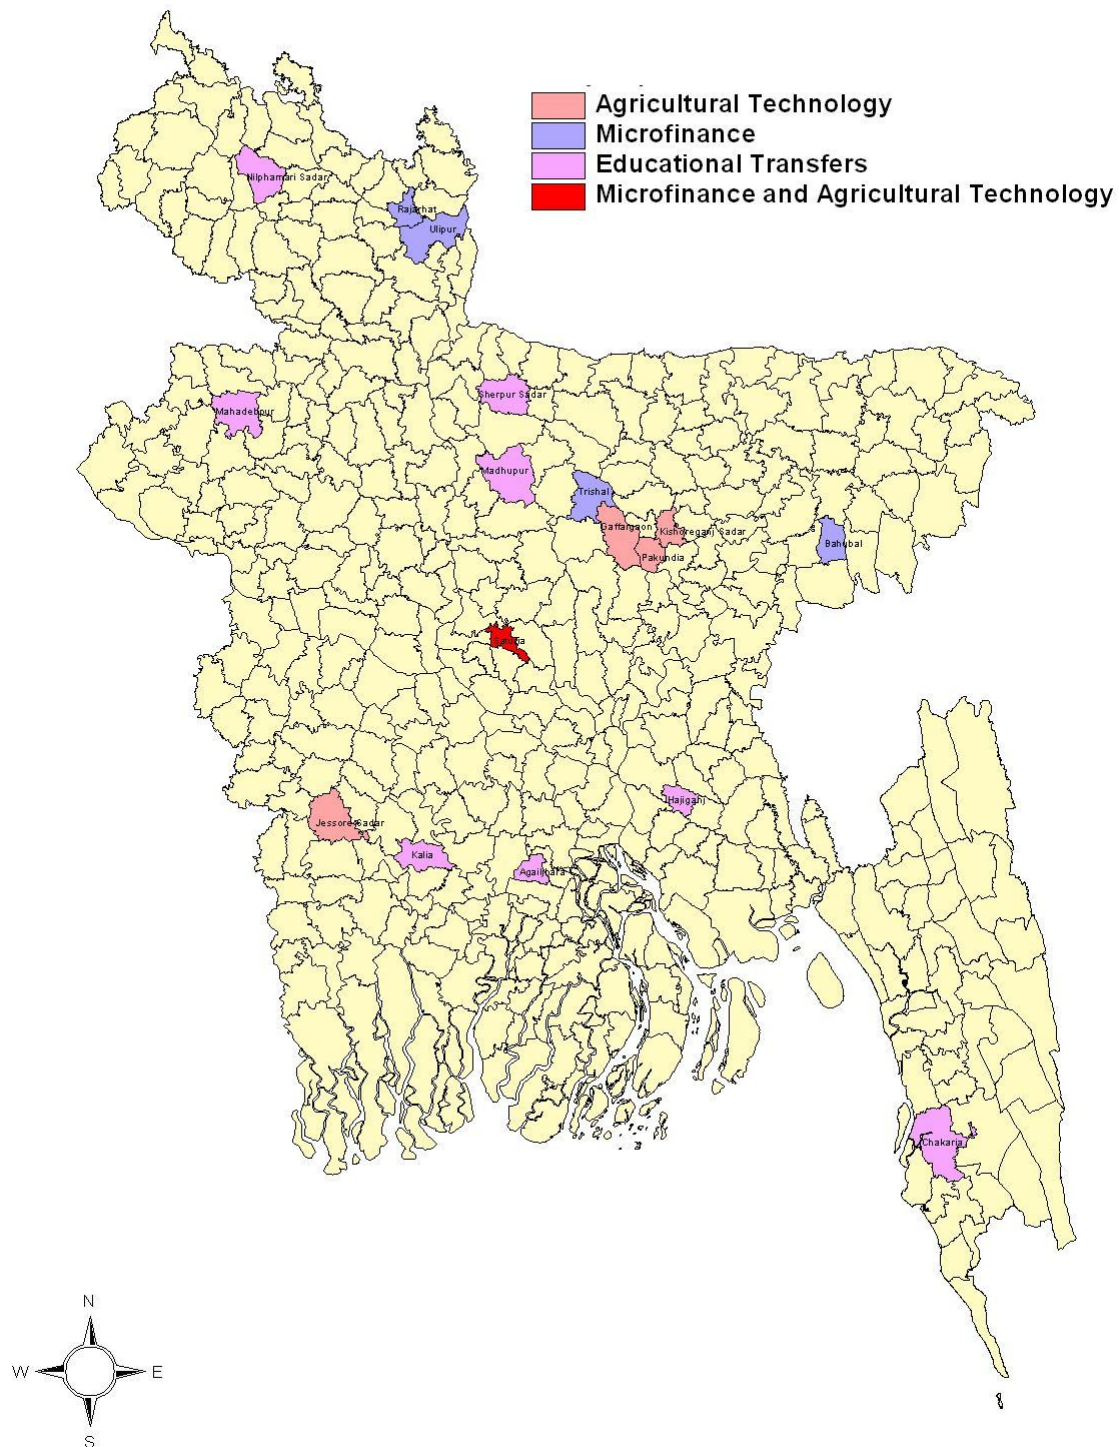 Agricultural Technology
Microfinance
Educational Transfers
Microfinance and Agricultural Technology
Nilphamari Sadar
Rajarhat
Ulipur
Sherpur Sadar
Mahadebpur
Madhupur
Trishal
Gaffargaon
Kishoreganj Sadar
Bahubal
Pakundia
Saturia
Hajiganj
Jessore Sadar
Kalia
Agailjhara
Chakaria
N
W
E
S